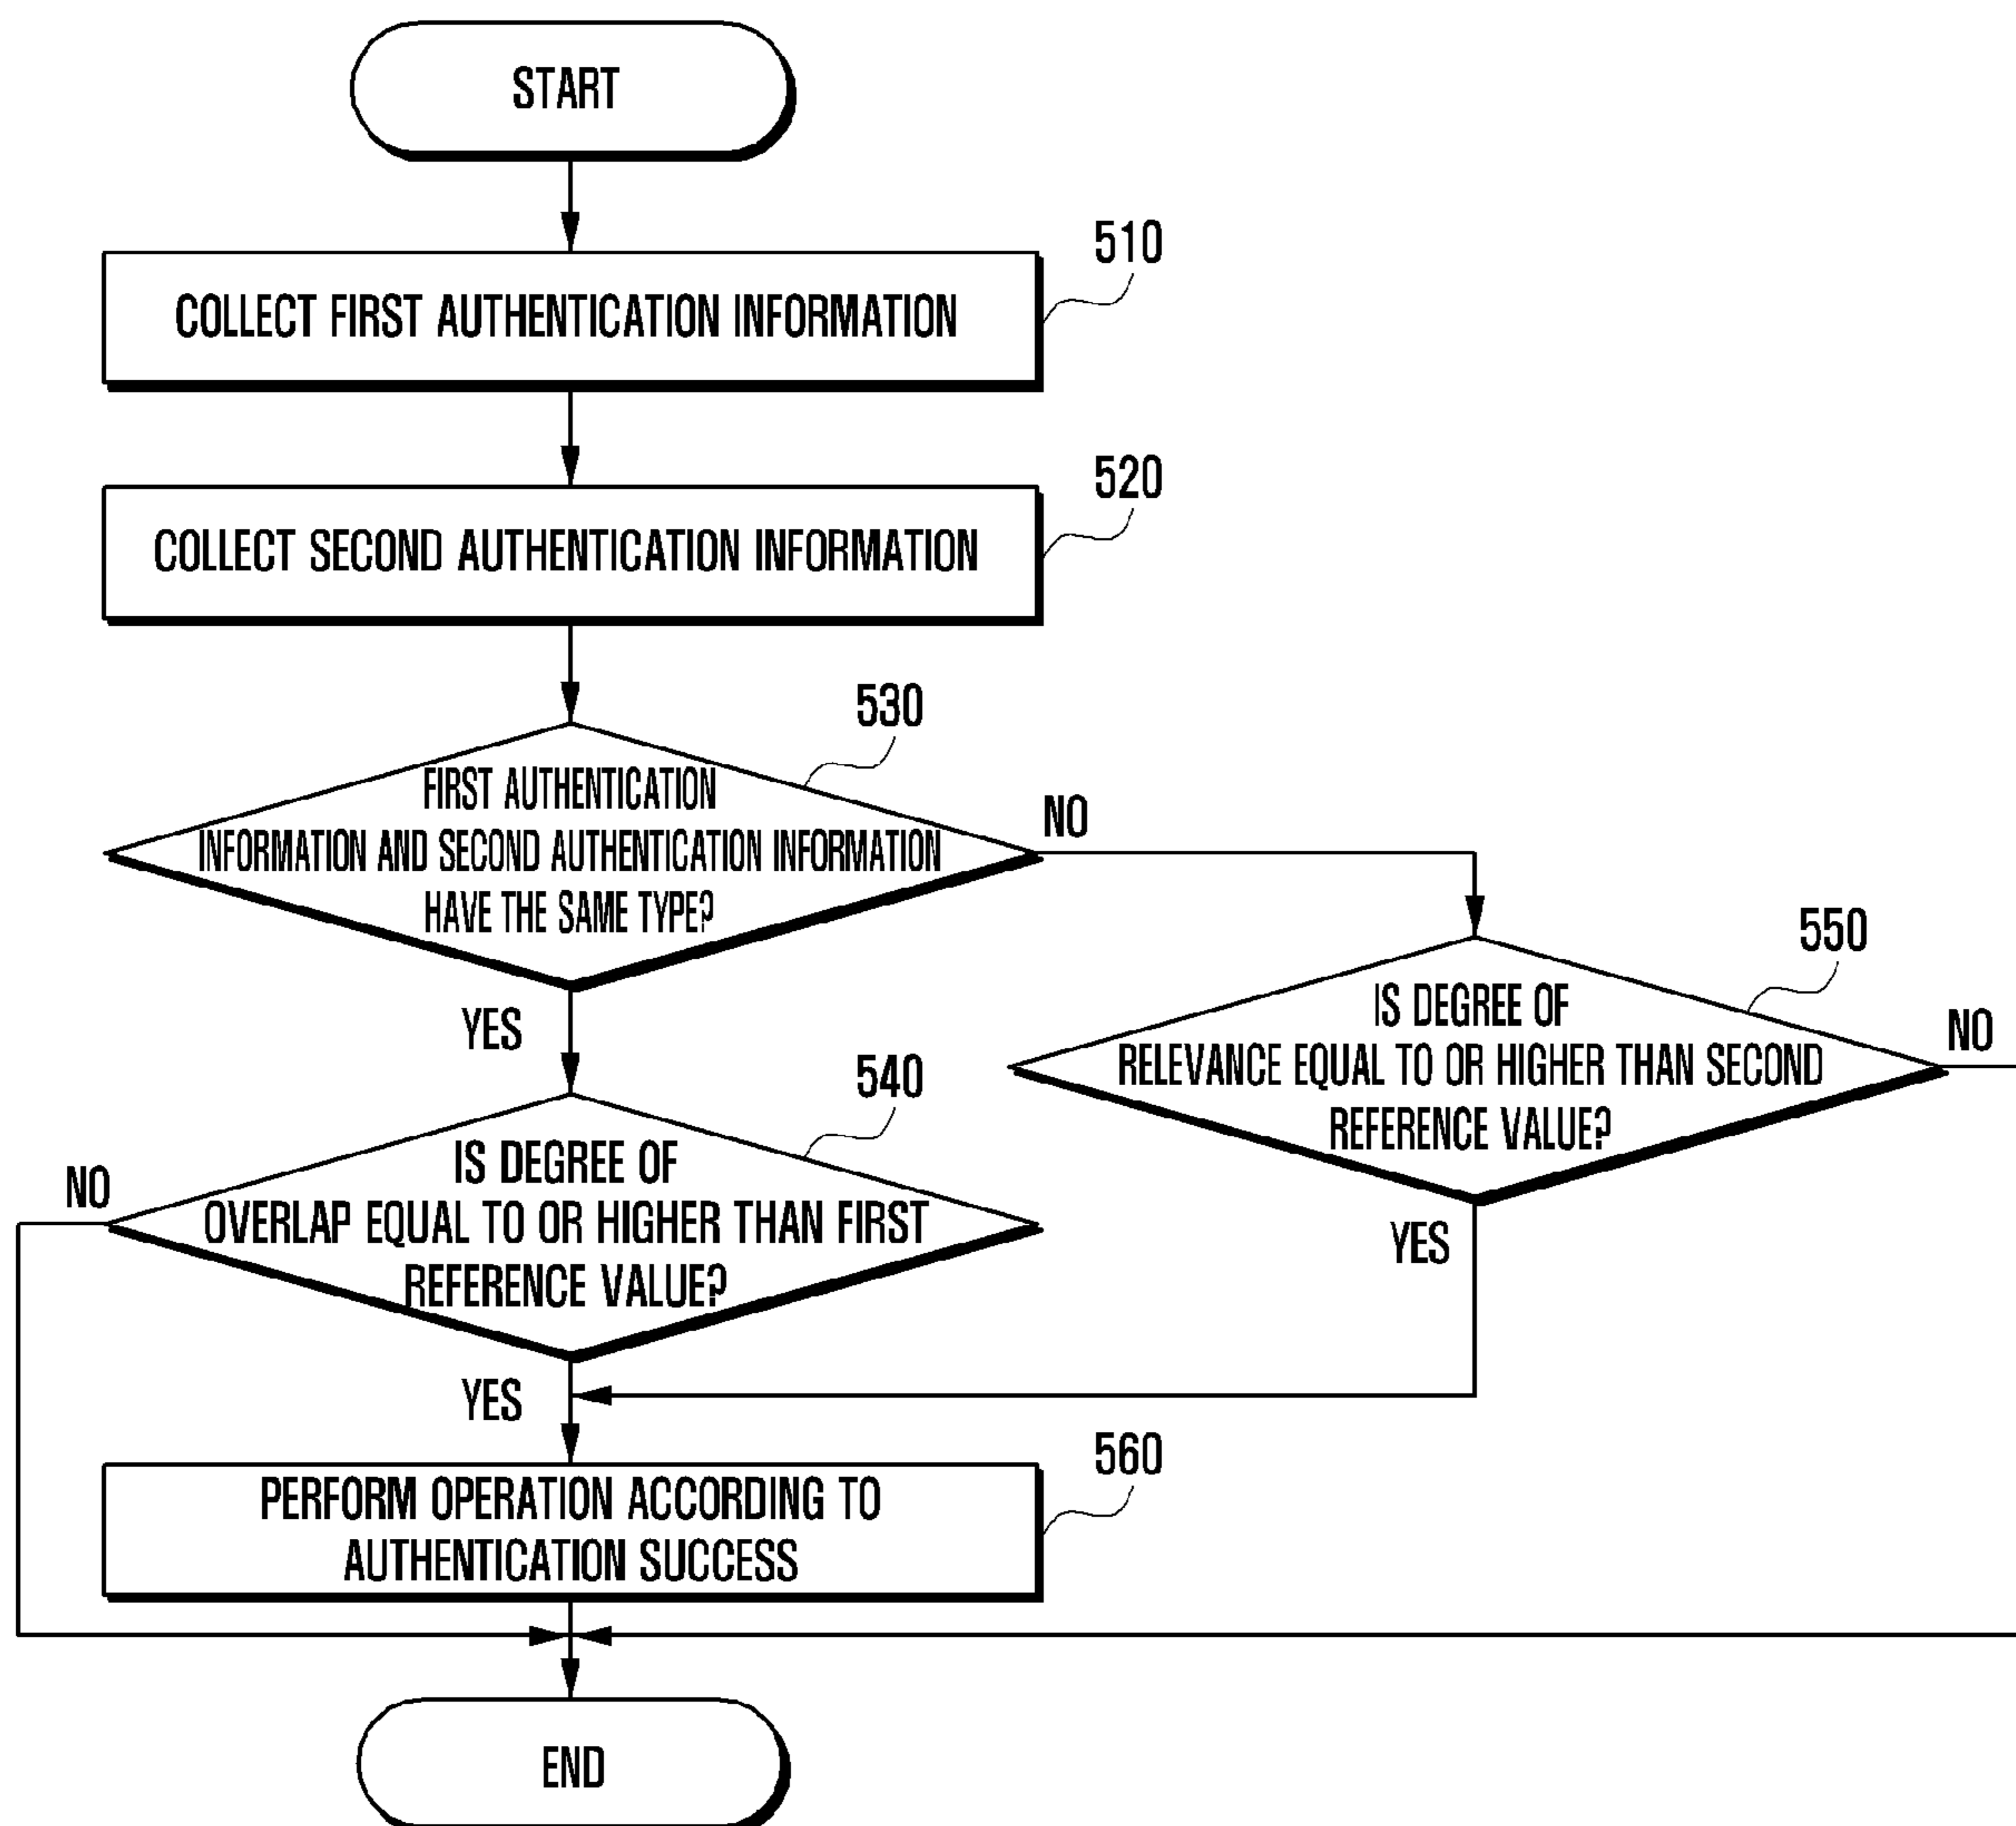 START
510
COLLECT FIRST AUTHENTICATION INFORMATION
520
COLLECT SECOND AUTHENTICATION INFORMATION
530
FIRST AUTHENTICATION
INFORMATION AND SECOND AUTHENTICATION INFORMATION
HAVE THE SAME TYPE?
NO
YES
550
IS DEGREE OF
RELEVANCE EQUAL TO OR HIGHER THAN SECOND
REFERENCE VALUE?
NO
YES
540
IS DEGREE OF
OVERLAP EQUAL TO OR HIGHER THAN FIRST
REFERENCE VALUE?
NO
YES
560
PERFORM OPERATION ACCORDING TO
AUTHENTICATION SUCCESS
END